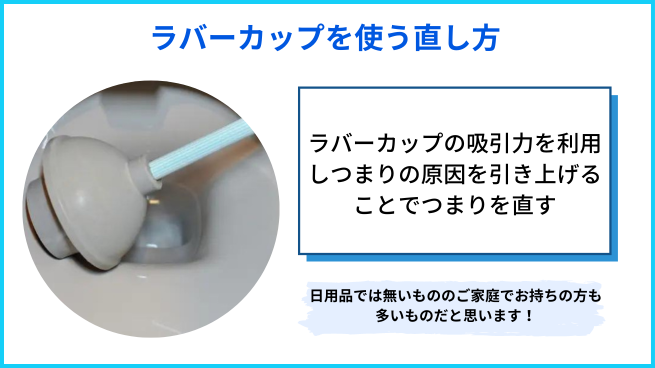 ラバーカップを使う直し方
ラバーカップの吸引力を利用
しつまりの原因を引き上げる
ことでつまりを直す
日用品では無いもののご家庭でお持ちの方も
多いものだと思います！